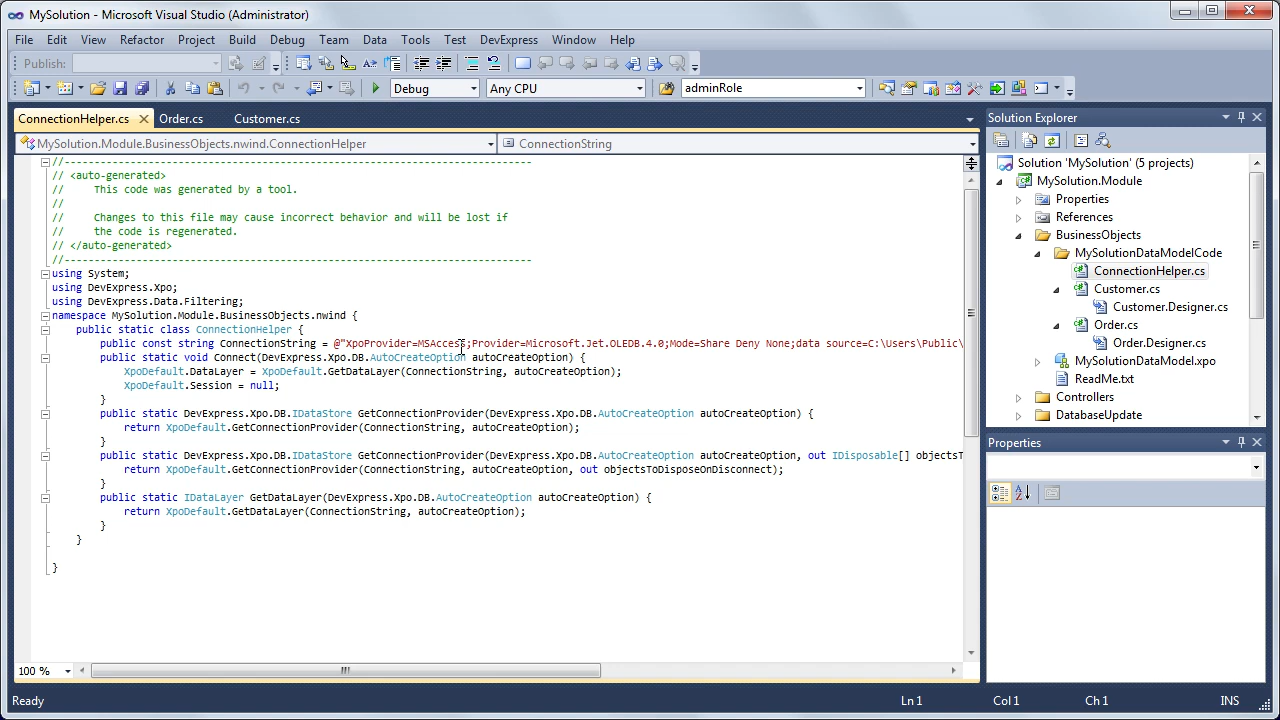 MySolution - Microsoft Visual Studio (Administrator)
File Edit View Refactor Project Build Debug Team Data Tools Test DevExpress Window Help
Publish:
Debug Any CPU adminRole
ConnectionHelper.cs Order.cs Customer.cs
MySolution.Module.BusinessObjects.nwind.ConnectionHelper ConnectionString
//------------------------------------------------------------------------------
// <auto-generated>
//     This code was generated by a tool.
//
//     Changes to this file may cause incorrect behavior and will be lost if
//     the code is regenerated.
// </auto-generated>
//------------------------------------------------------------------------------
using System;
using DevExpress.Xpo;
using DevExpress.Data.Filtering;
namespace MySolution.Module.BusinessObjects.nwind {
public static class ConnectionHelper {
public const string ConnectionString = @"XpoProvider=MSAccess;Provider=Microsoft.Jet.OLEDB.4.0;Mode=Share Deny None;data source=C:\Users\Public\
public static void Connect(DevExpress.Xpo.DB.AutoCreateOption autoCreateOption) {
XpoDefault.DataLayer = XpoDefault.GetDataLayer(ConnectionString, autoCreateOption);
XpoDefault.Session = null;
}
public static DevExpress.Xpo.DB.IDataStore GetConnectionProvider(DevExpress.Xpo.DB.AutoCreateOption autoCreateOption) {
return XpoDefault.GetConnectionProvider(ConnectionString, autoCreateOption);
}
public static DevExpress.Xpo.DB.IDataStore GetConnectionProvider(DevExpress.Xpo.DB.AutoCreateOption autoCreateOption, out IDisposable[] objectsT
return XpoDefault.GetConnectionProvider(ConnectionString, autoCreateOption, out objectsToDisposeOnDisconnect);
}
public static IDataLayer GetDataLayer(DevExpress.Xpo.DB.AutoCreateOption autoCreateOption) {
return XpoDefault.GetDataLayer(ConnectionString, autoCreateOption);
}
}
}
100 %
Solution Explorer
Solution 'MySolution' (5 projects)
MySolution.Module
Properties
References
BusinessObjects
MySolutionDataModelCode
ConnectionHelper.cs
Customer.cs
Customer.Designer.cs
Order.cs
Order.Designer.cs
MySolutionDataModel.xpo
ReadMe.txt
Controllers
DatabaseUpdate
Properties
Ready Ln 1 Col 1 Ch 1 INS